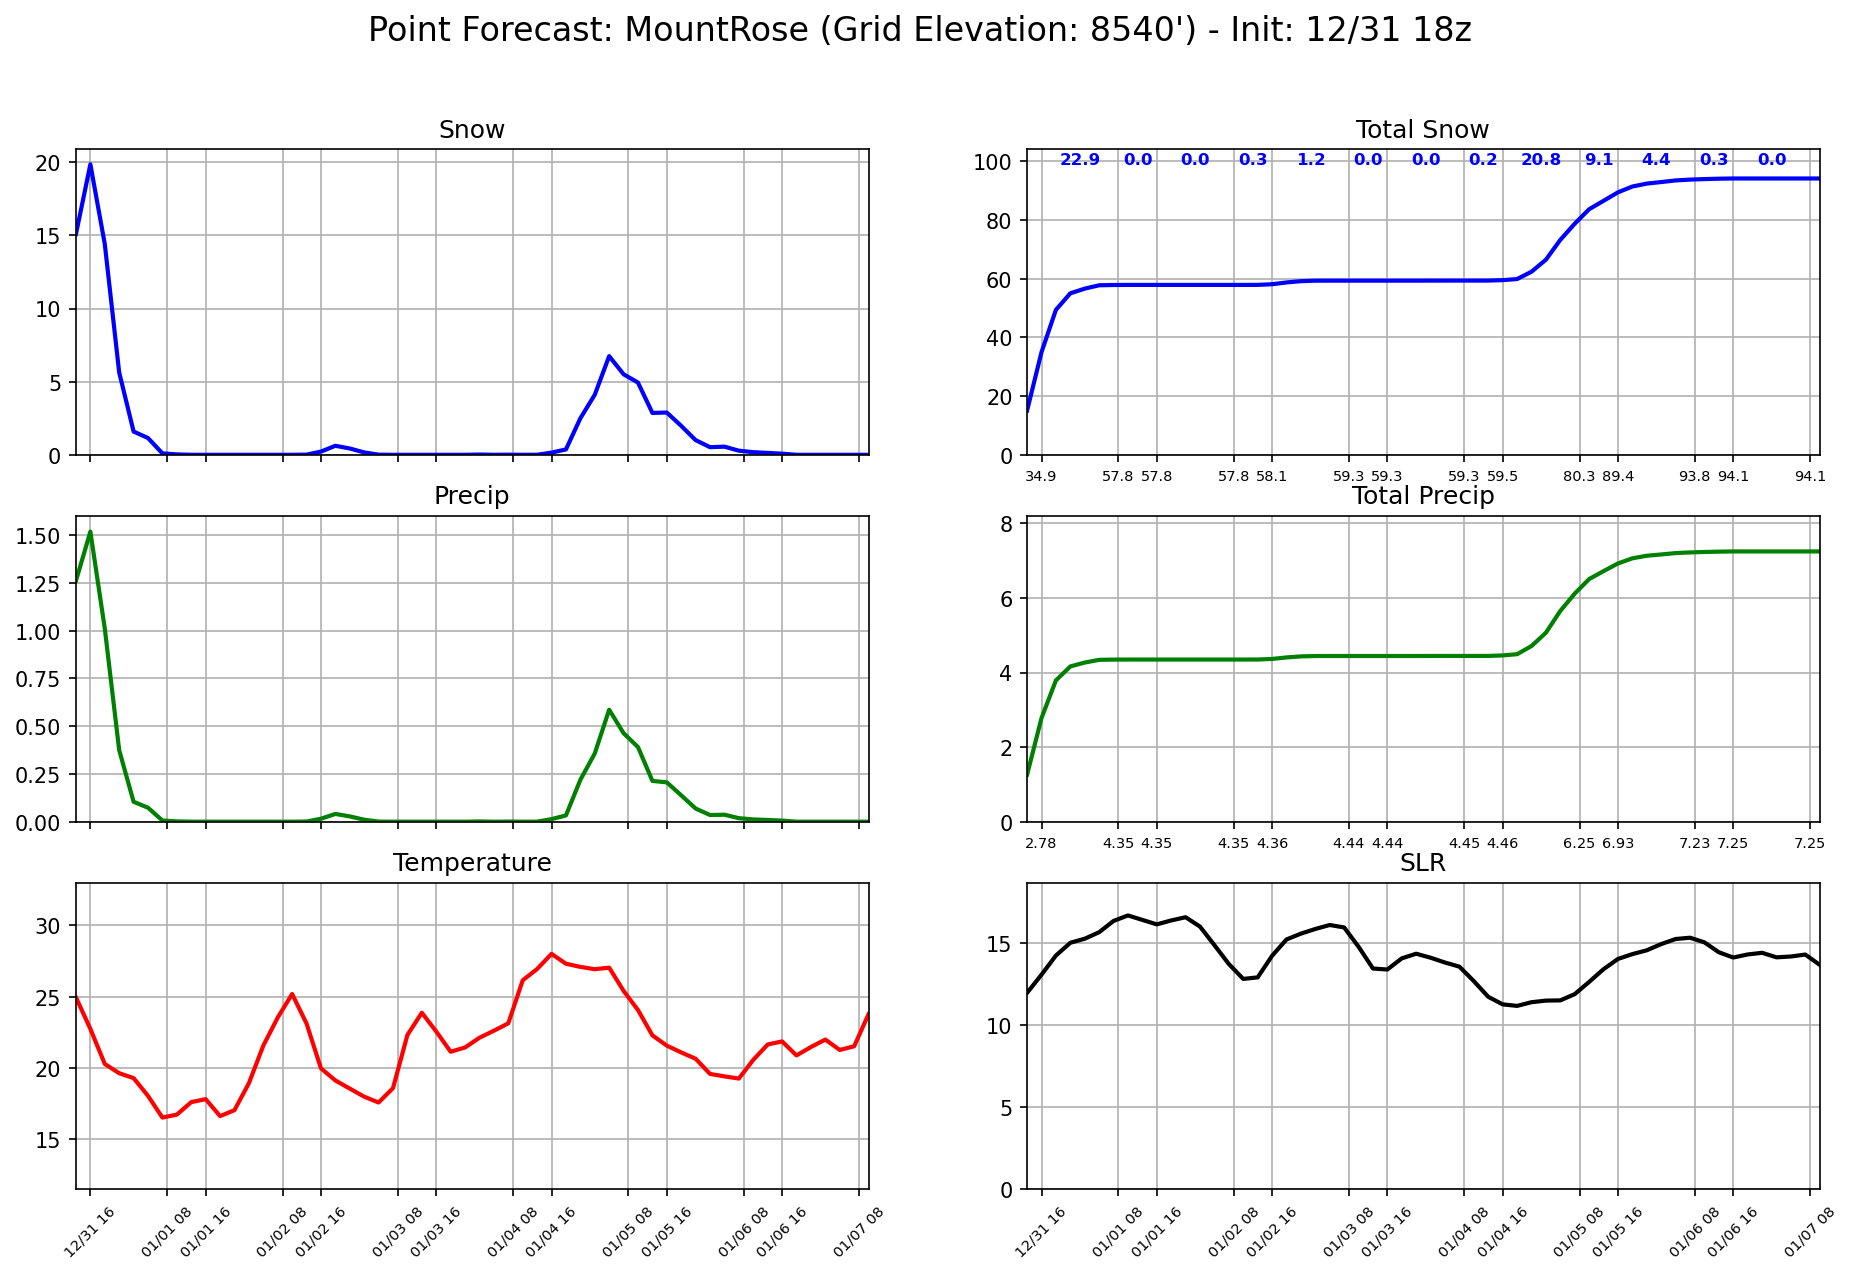 Point Forecast: MountRose (Grid Elevation: 8540') - Init: 12/31 18z
Snow
20
15
10
5
0
Total Snow
22.9 0.0 0.0 0.3 1.2 0.0 0.0 0.2 20.8 9.1 4.4 0.3 0.0
100
80
60
40
20
0
34.9 57.8 57.8 57.8 58.1 59.3 59.3 59.3 59.5 80.3 89.4 93.8 94.1 94.1
Precip
1.50
1.25
1.00
0.75
0.50
0.25
0.00
Total Precip
8
6
4
2
0
2.78 4.35 4.35 4.35 4.36 4.44 4.44 4.45 4.46 6.25 6.93 7.23 7.25 7.25
Temperature
30
25
20
15
12/31 16 01/01 08 01/01 16 01/02 08 01/02 16 01/03 08 01/03 16 01/04 08 01/04 16 01/05 08 01/05 16 01/06 08 01/06 16 01/07 08
SLR
15
10
5
0
12/31 16 01/01 08 01/01 16 01/02 08 01/02 16 01/03 08 01/03 16 01/04 08 01/04 16 01/05 08 01/05 16 01/06 08 01/06 16 01/07 08